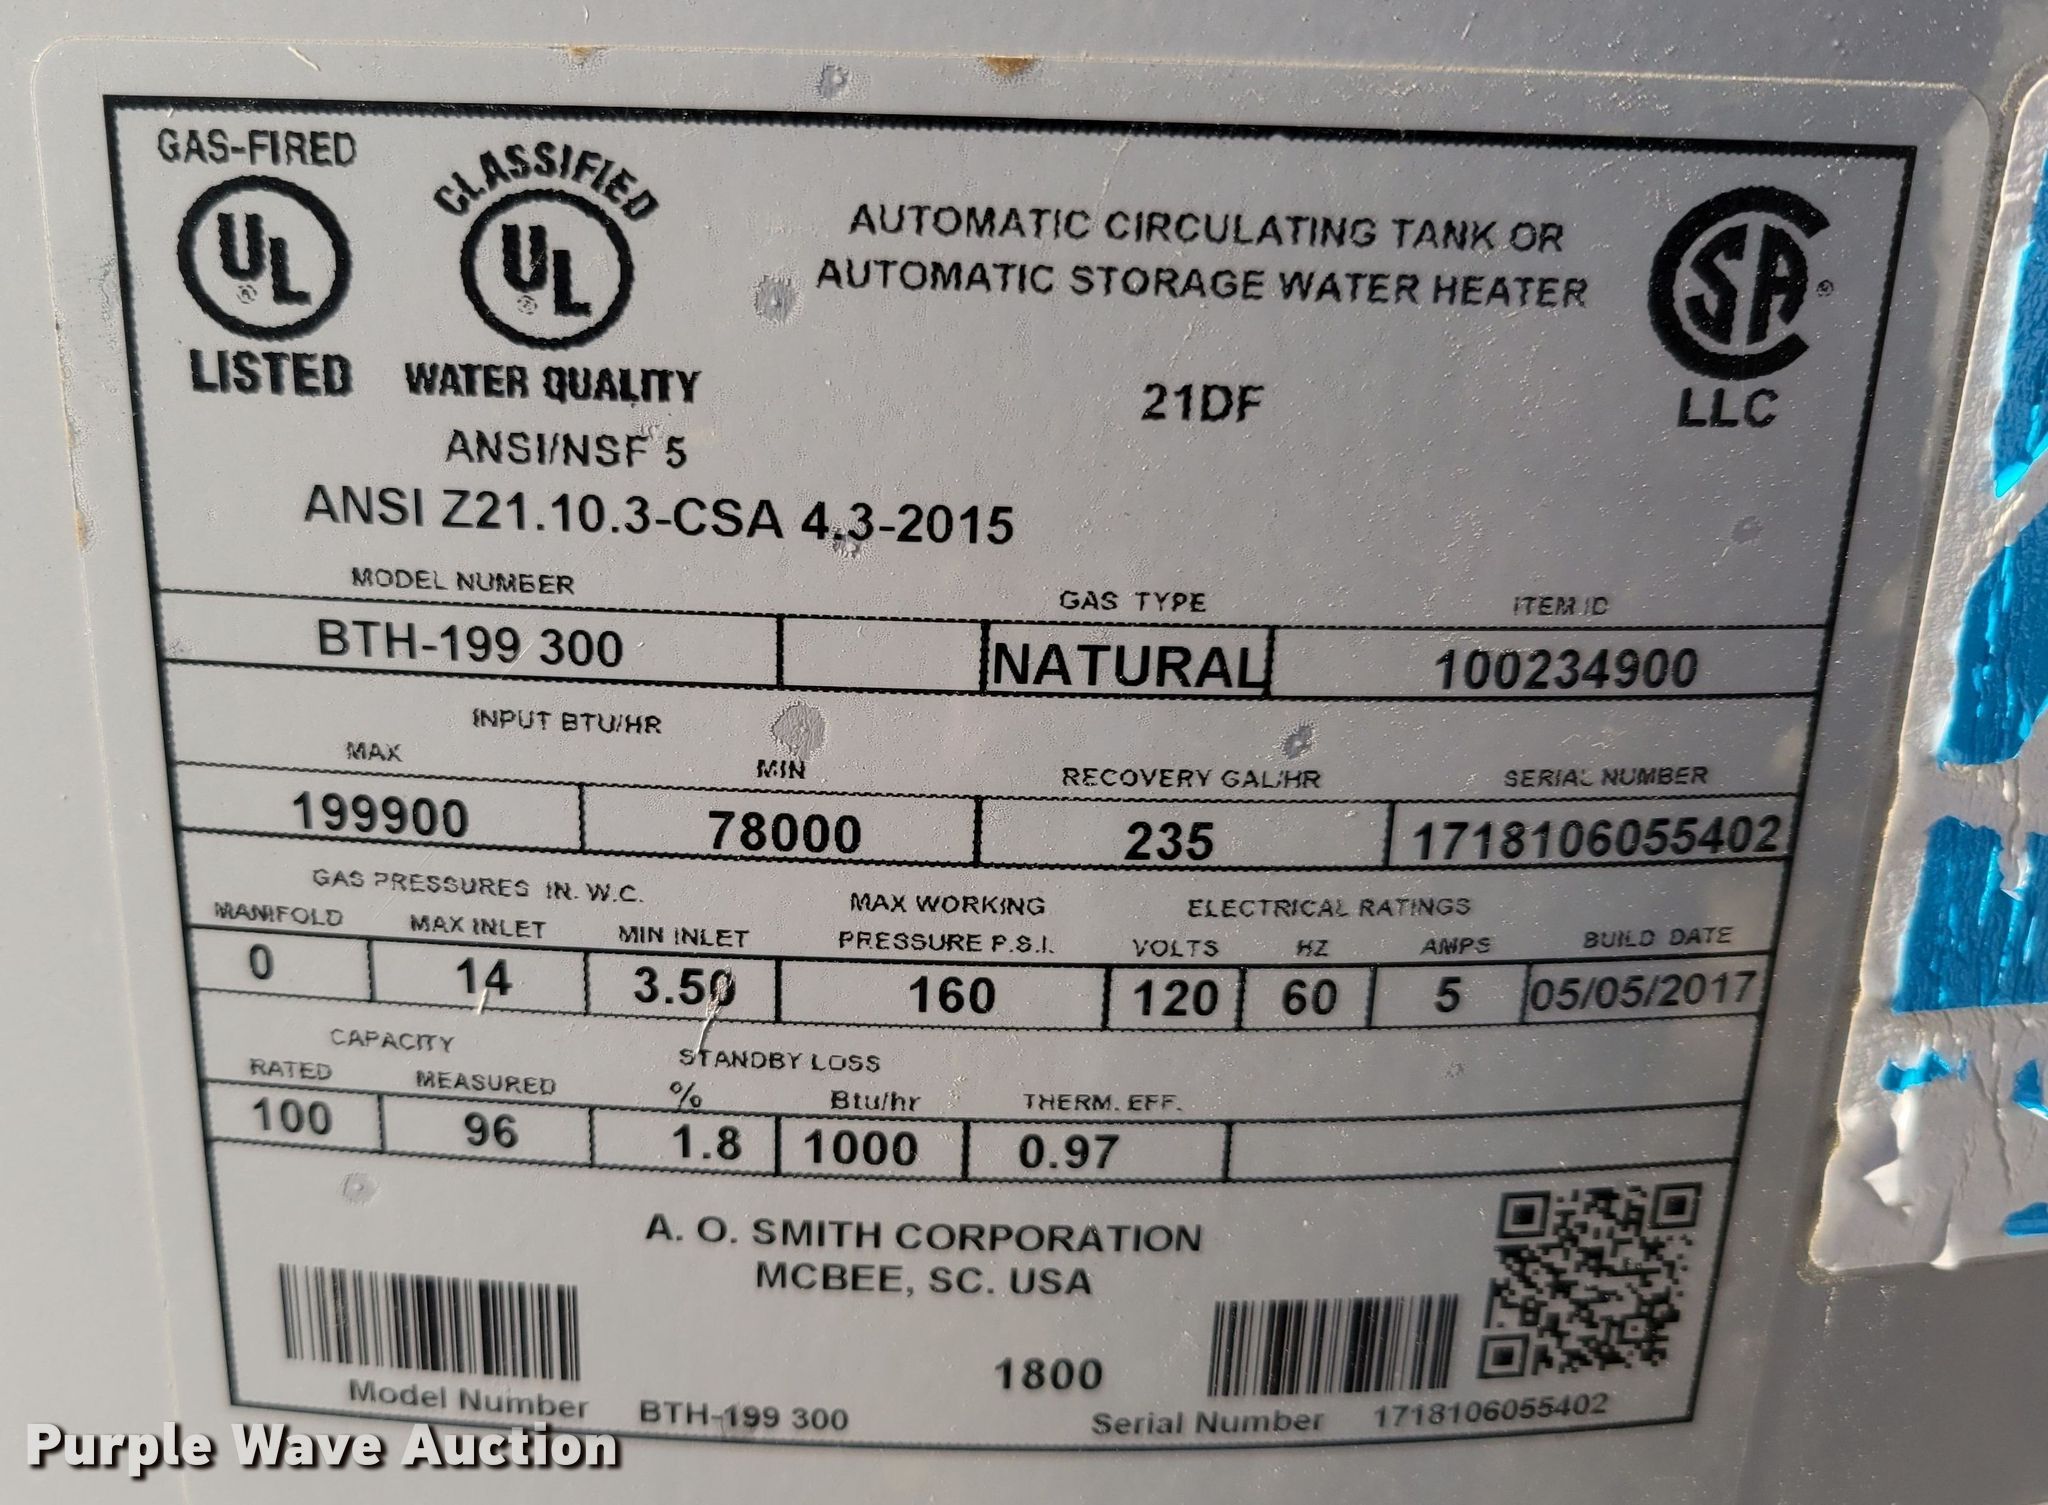 GAS-FIRED
UL
LISTED
CLASSIFIED
UL
WATER QUALITY
ANSI/NSF 5
ANSI Z21.10.3-CSA 4.3-2015
AUTOMATIC CIRCULATING TANK OR
AUTOMATIC STORAGE WATER HEATER
21DF
CSA
LLC
MODEL NUMBER GAS TYPE ITEM ID
BTH-199 300 NATURAL 100234900
INPUT BTU/HR
MAX MIN RECOVERY GAL/HR SERIAL NUMBER
199900 78000 235 1718106055402
GAS PRESSURES IN. W.C. MAX WORKING ELECTRICAL RATINGS
MANIFOLD MAX INLET MIN INLET PRESSURE P.S.I. VOLTS HZ AMPS BUILD DATE
0 14 3.50 160 120 60 5 05/05/2017
CAPACITY STANDBY LOSS
RATED MEASURED % Btu/hr THERM. EFF.
100 96 1.8 1000 0.97
A. O. SMITH CORPORATION
MCBEE, SC. USA
1800
Model Number BTH-199 300 Serial Number 1718106055402
Purple Wave Auction